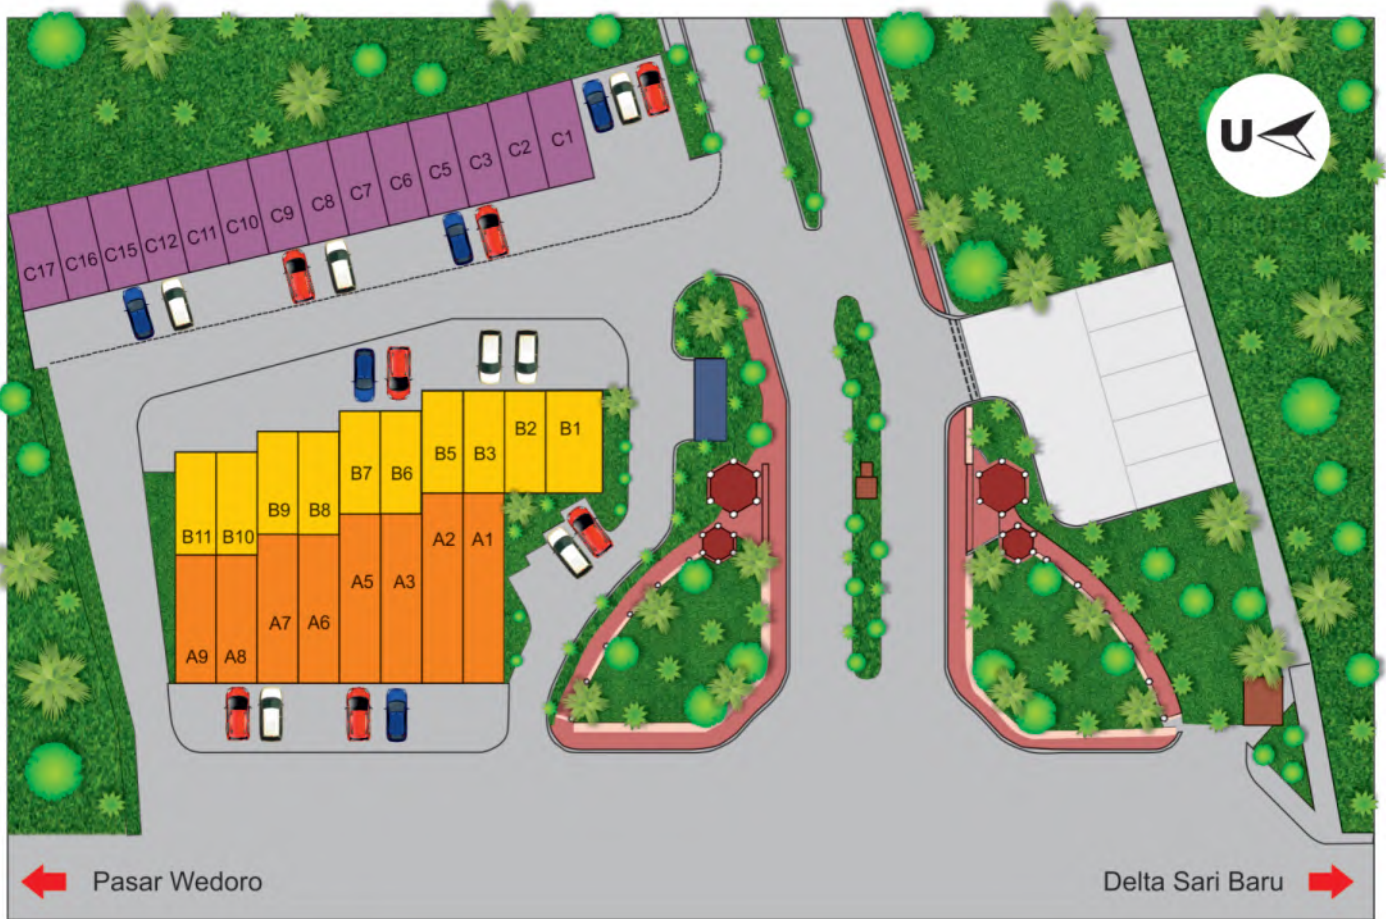 U
C17
C16
C15
C12
C11
C10
C9
C8
C7
C6
C5
C3
C2
C1
B11
B10
B9
B8
B7
B6
B5
B3
B2
B1
A9
A8
A7
A6
A5
A3
A2
A1
Pasar Wedoro
Delta Sari Baru